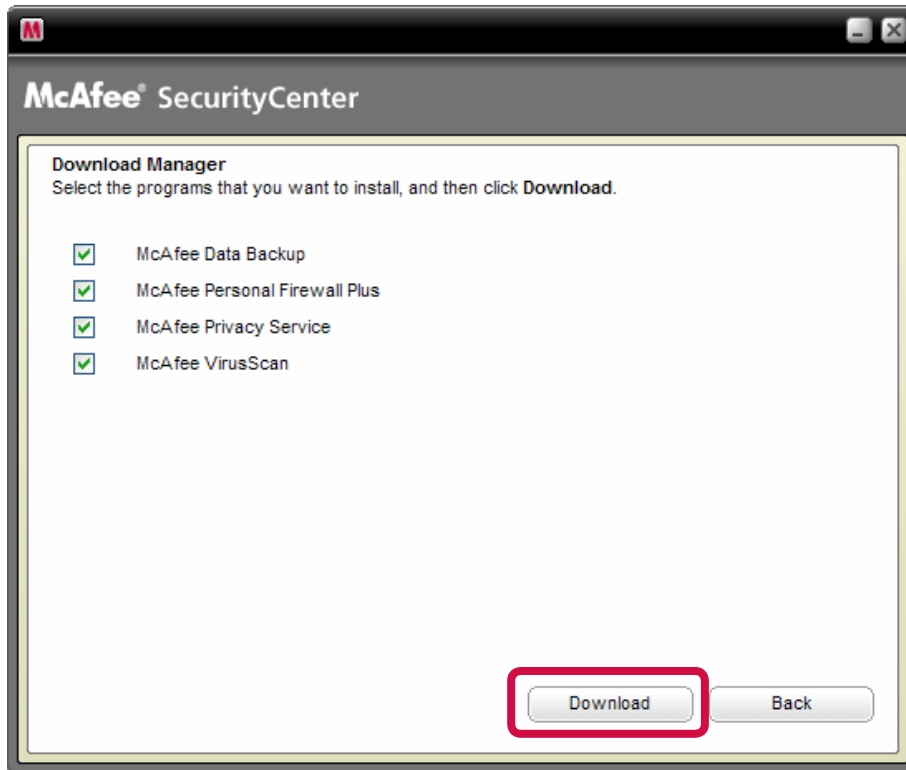 McAfee® SecurityCenter
Download Manager
Select the programs that you want to install, and then click Download.
McAfee Data Backup
McAfee Personal Firewall Plus
McAfee Privacy Service
McAfee VirusScan
Download Back